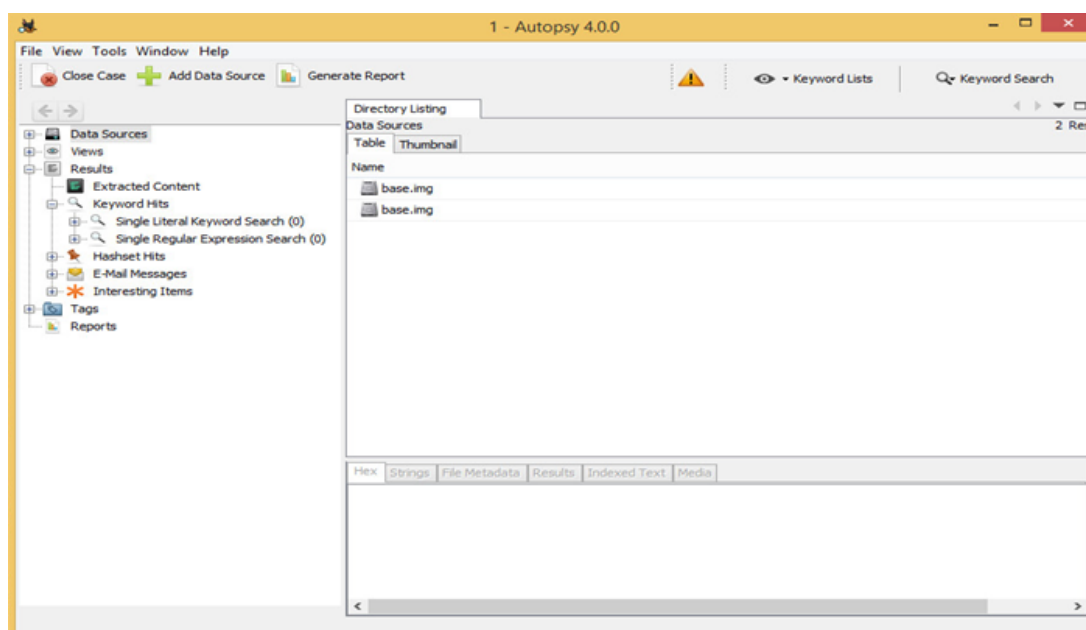 1 - Autopsy 4.0.0
File View Tools Window Help
Close Case Add Data Source Generate Report Keyword Lists Keyword Search
Data Sources
Views
Results
Extracted Content
Keyword Hits
Single Literal Keyword Search (0)
Single Regular Expression Search (0)
Hashset Hits
E-Mail Messages
Interesting Items
Tags
Reports
Directory Listing
Data Sources 2 Res
Table Thumbnail
Name
base.img
base.img
Hex Strings File Metadata Results Indexed Text Media